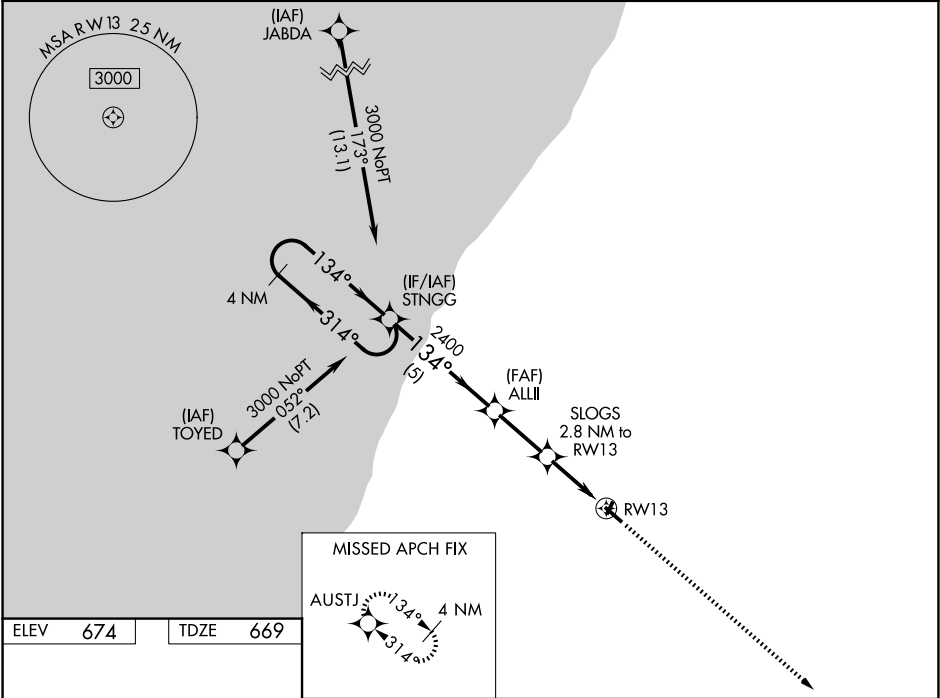 MSA RW13 25 NM
3000
(IAF)
JABDA
3000 NoPT
173°
(13.1)
134°
4 NM
314°
(IF/IAF)
STNGG
2400
134°
(5)
(IAF)
TOYED
3000 NoPT
052°
(7.2)
(FAF)
ALLII
SLOGS
2.8 NM to
RW13
RW13
MISSED APCH FIX
AUSTJ
134°
4 NM
314°
ELEV 674
TDZE 669